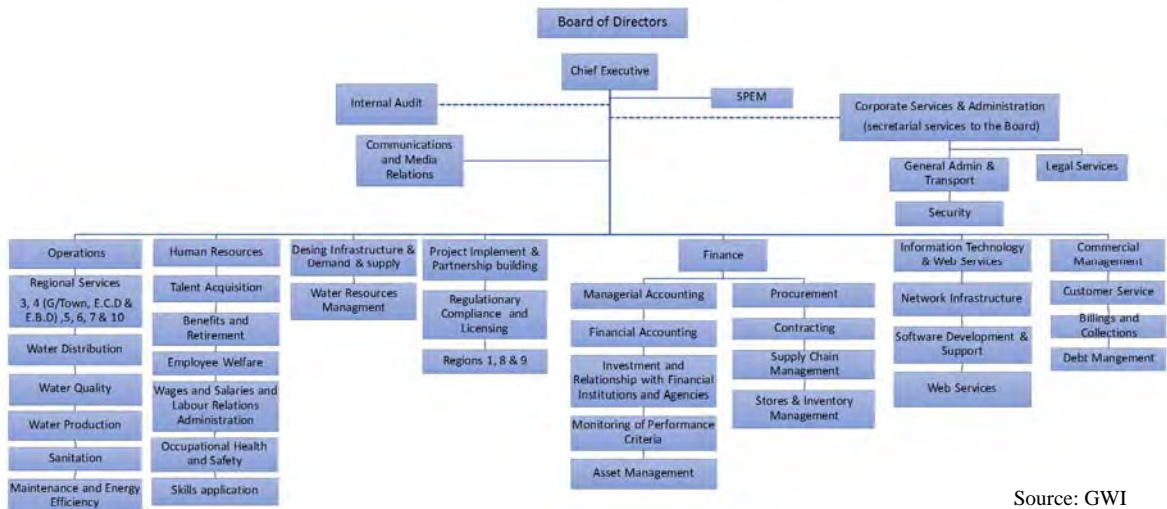 Board of Directors
Chief Executive
Internal Audit
SPEM
Corporate Services & Administration
(secretarial services to the Board)
Communications
and Media
Relations
General Admin &
Transport
Legal Services
Security
Operations
Regional Services
3, 4 (G/Town, E.C.D &
E.B.D) ,5, 6, 7 & 10
Water Distribution
Water Quality
Water Production
Sanitation
Maintenance and Energy
Efficiency
Human Resources
Talent Acquisition
Benefits and
Retirement
Employee Welfare
Wages and Salaries and
Labour Relations
Administration
Occupational Health
and Safety
Skills application
Desing Infrastructure &
Demand & supply
Water Resources
Managment
Project Implement &
Partnership building
Regulationary
Compliance and
Licensing
Regions 1, 8 & 9
Finance
Managerial Accounting
Financial Accounting
Investment and
Relationship with Financial
Institutions and Agencies
Monitoring of Performance
Criteria
Asset Management
Procurement
Contracting
Supply Chain
Management
Stores & Inventory
Management
Information Technology
& Web Services
Network Infrastructure
Software Development &
Support
Web Services
Commercial
Management
Customer Service
Billings and
Collections
Debt Mangement
Source: GWI